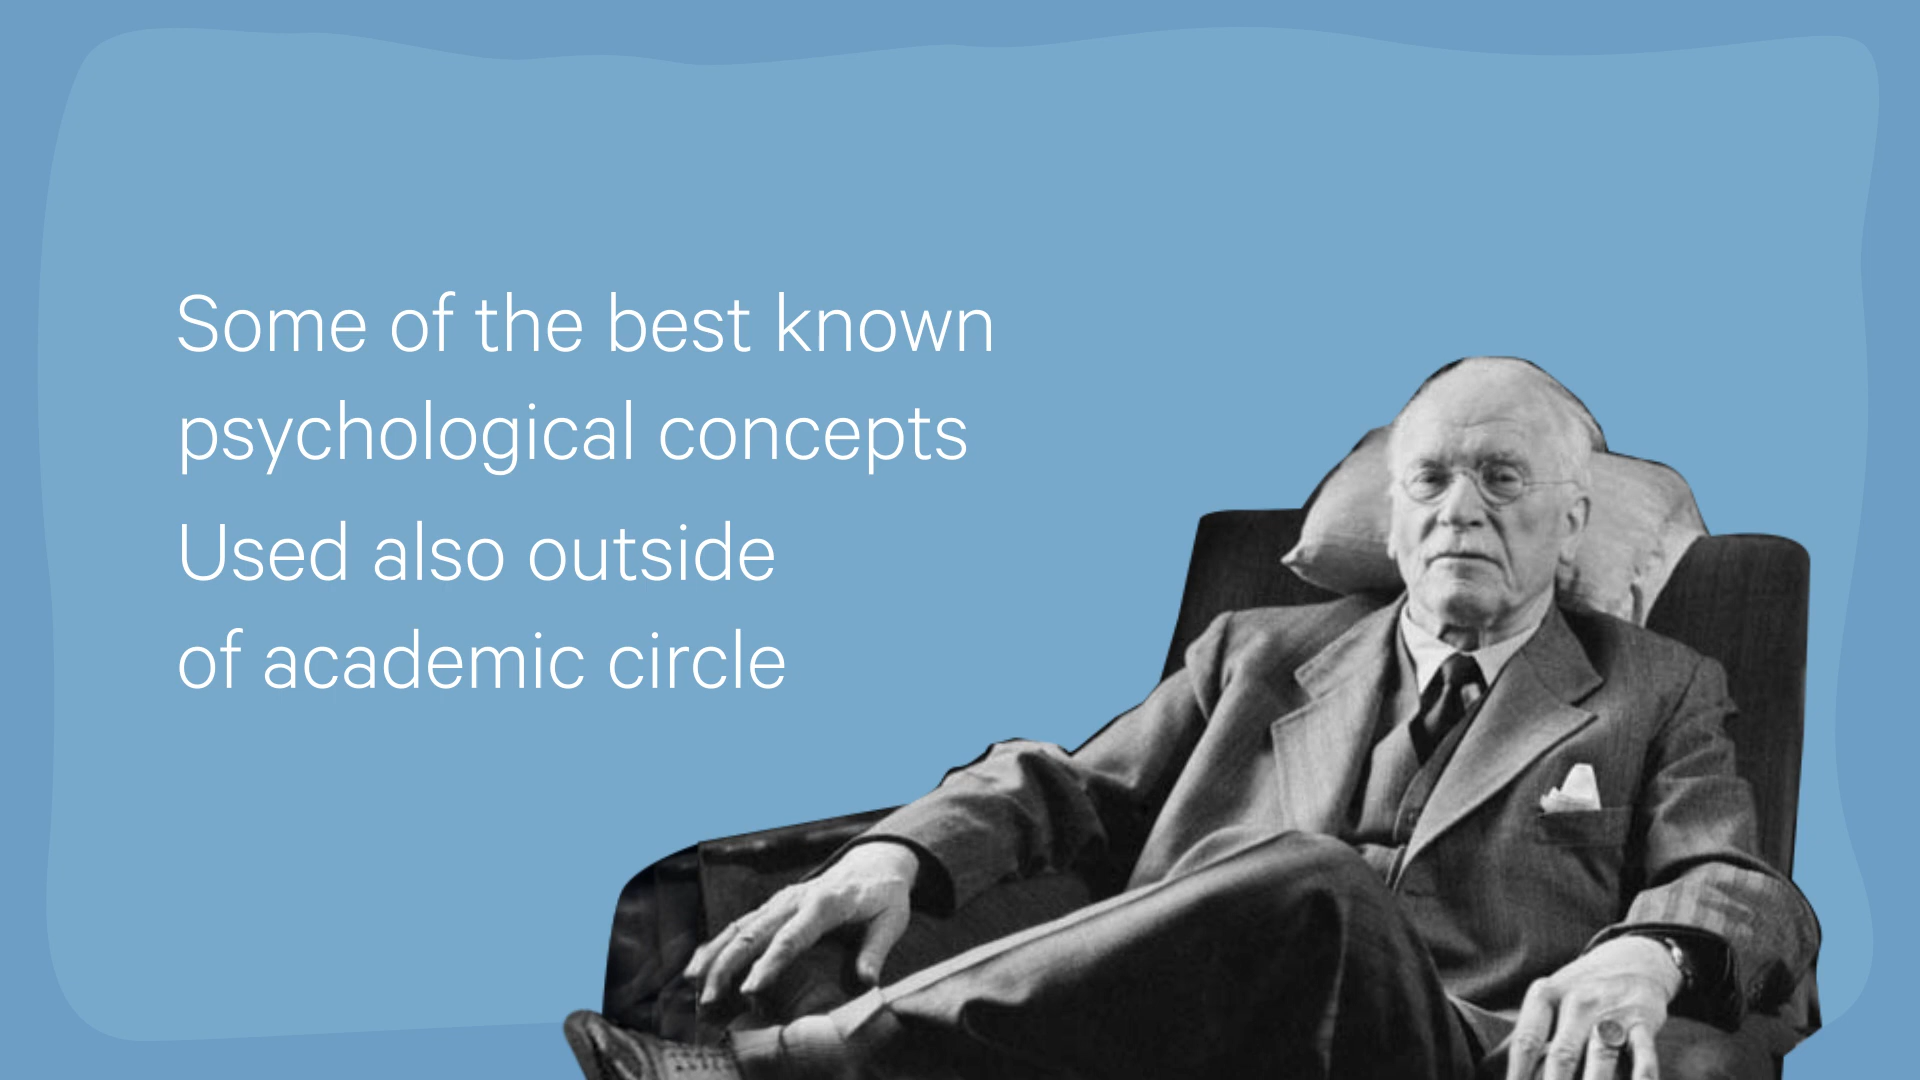 Some of the best known
psychological concepts
Used also outside
of academic circle